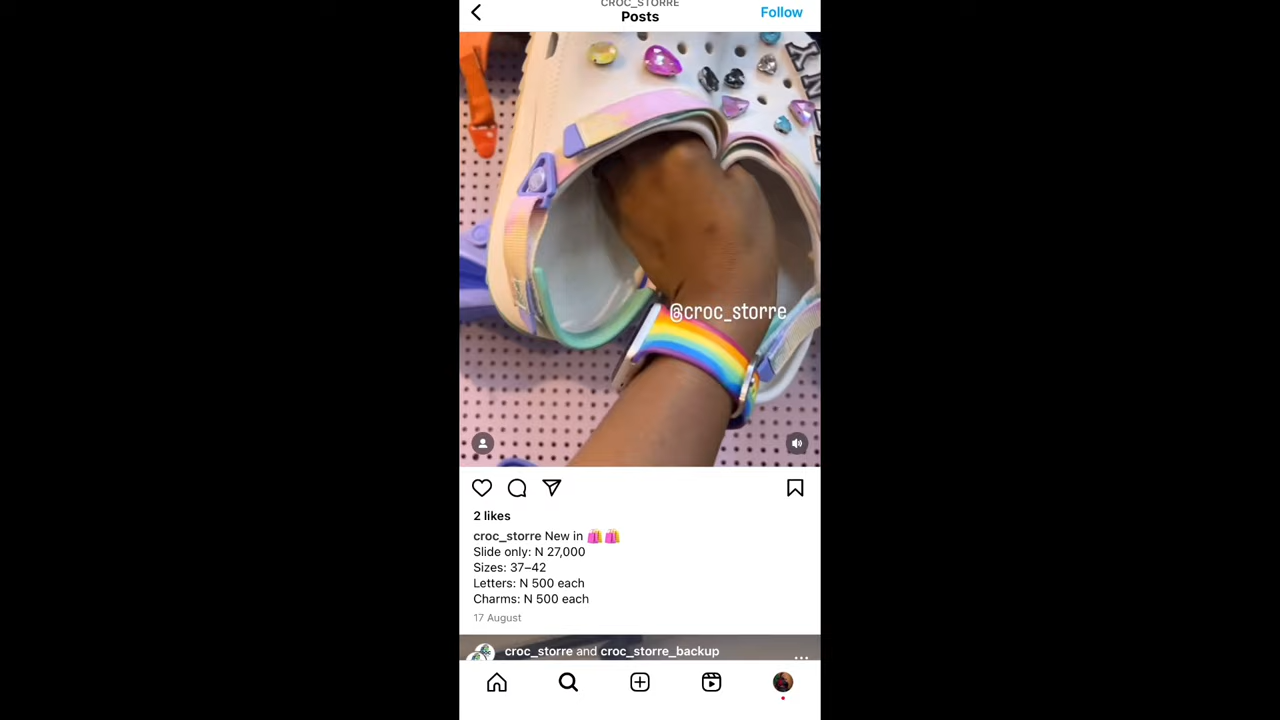 CROC_STORRE
Posts
Follow
@croc_storre
2 likes
croc_storre New in 🛍️🛍️
Slide only: N 27,000
Sizes: 37–42
Letters: N 500 each
Charms: N 500 each
17 August
croc_storre and croc_storre_backup